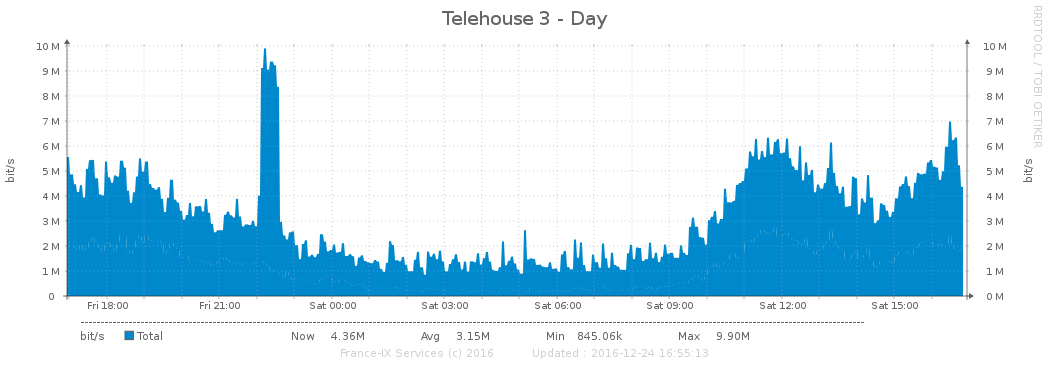 Telehouse 3 - Day
RRDTOOL / TOBI OETIKER
bit/s
bit/s
10 M 10 M
9 M 9 M
8 M 8 M
7 M 7 M
6 M 6 M
5 M 5 M
4 M 4 M
3 M 3 M
2 M 2 M
1 M 1 M
0 0 M
Fri 18:00 Fri 21:00 Sat 00:00 Sat 03:00 Sat 06:00 Sat 09:00 Sat 12:00 Sat 15:00
bit/s Total Now 4.36M Avg 3.15M Min 845.06k Max 9.90M
France-IX Services (c) 2016 Updated : 2016-12-24 16:55:13